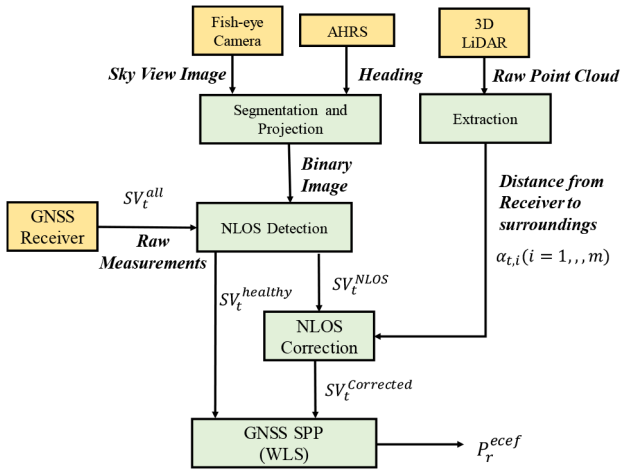 Fish-eye
Camera
AHRS
3D
LiDAR
Sky View Image
Heading
Raw Point Cloud
Segmentation and
Projection
Extraction
Binary
Image
Distance from
Receiver to
surroundings
α_{t,i}(i = 1,,,m)
GNSS
Receiver
SV_t^{all}
Raw
Measurements
NLOS Detection
SV_t^{healthy}
SV_t^{NLOS}
NLOS
Correction
SV_t^{Corrected}
GNSS SPP
(WLS)
P_r^{ecef}